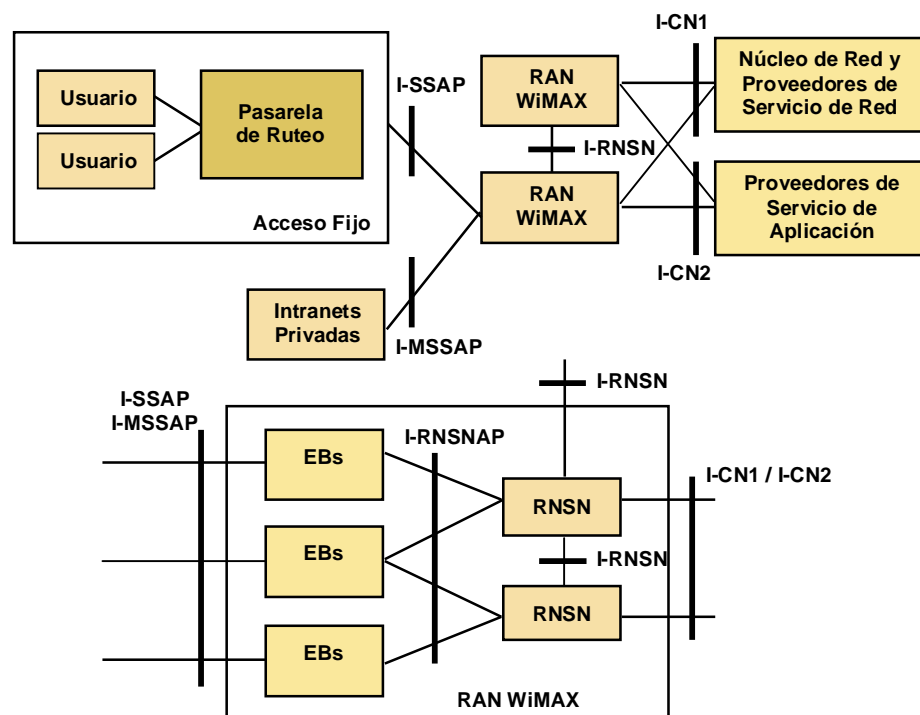 I-CN1
Usuario
Usuario
Pasarela
de Ruteo
Acceso Fijo
I-SSAP
RAN
WiMAX
I-RNSN
RAN
WiMAX
Núcleo de Red y
Proveedores de
Servicio de Red
Proveedores de
Servicio de
Aplicación
I-CN2
Intranets
Privadas
I-MSSAP
I-RNSN
I-SSAP
I-MSSAP
EBs
EBs
EBs
I-RNSNAP
RNSN
I-RNSN
RNSN
I-CN1 / I-CN2
RAN WiMAX